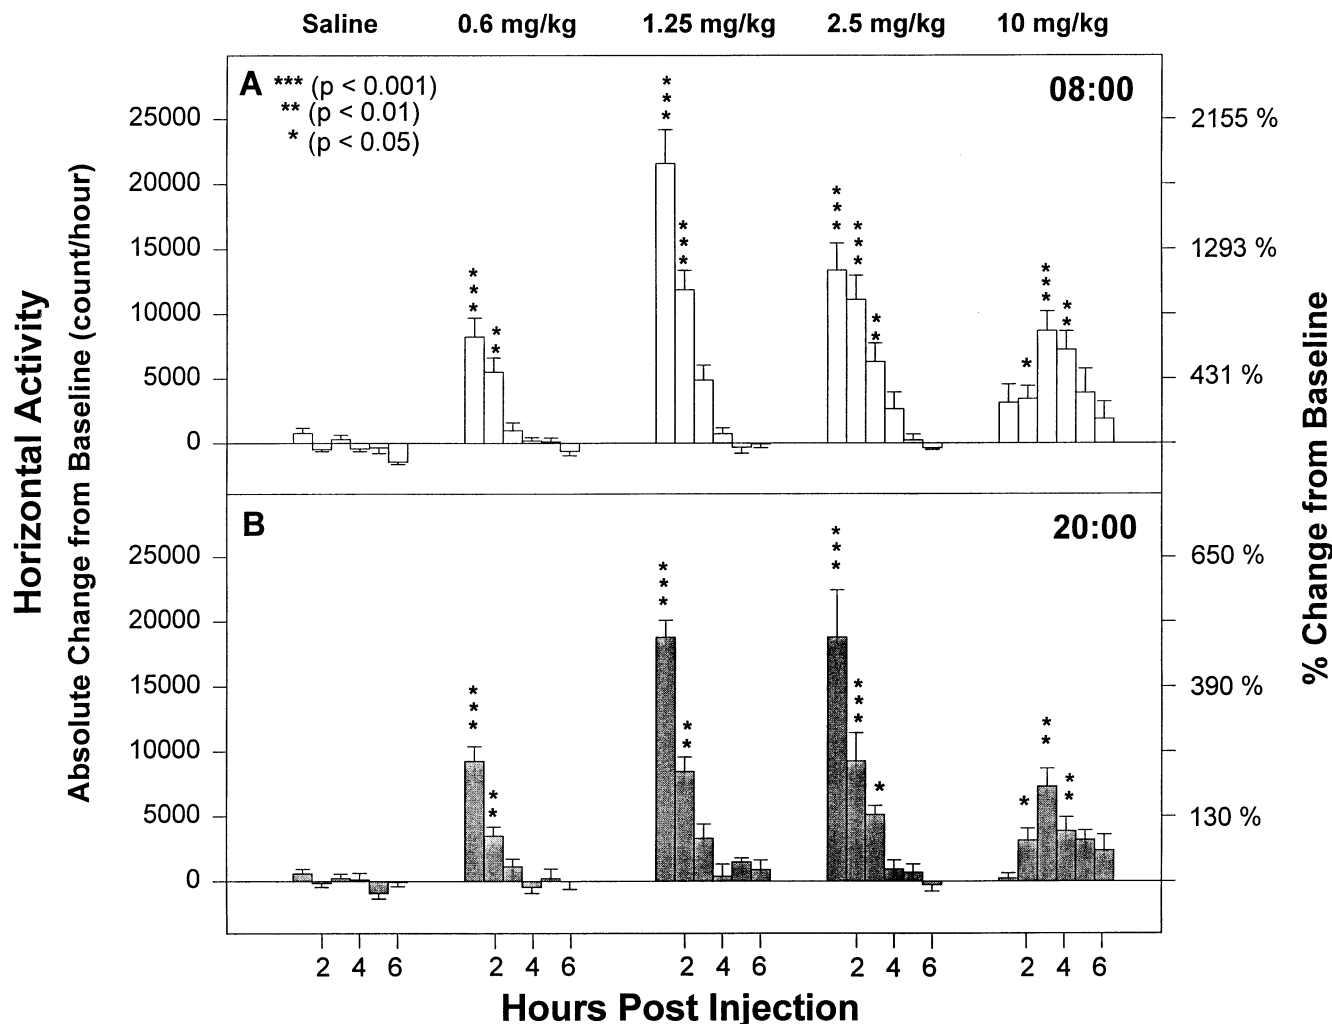 Saline 0.6 mg/kg 1.25 mg/kg 2.5 mg/kg 10 mg/kg
A *** (p < 0.001)
** (p < 0.01)
* (p < 0.05)
08:00
25000
20000
15000
10000
5000
0
2155 %
1293 %
431 %
*** ** *** *** *** *** ** * *** **
B
20:00
25000
20000
15000
10000
5000
0
650 %
390 %
130 %
*** ** *** ** *** *** * * ** **
Horizontal Activity
Absolute Change from Baseline (count/hour)
% Change from Baseline
2 4 6 2 4 6 2 4 6 2 4 6 2 4 6
Hours Post Injection